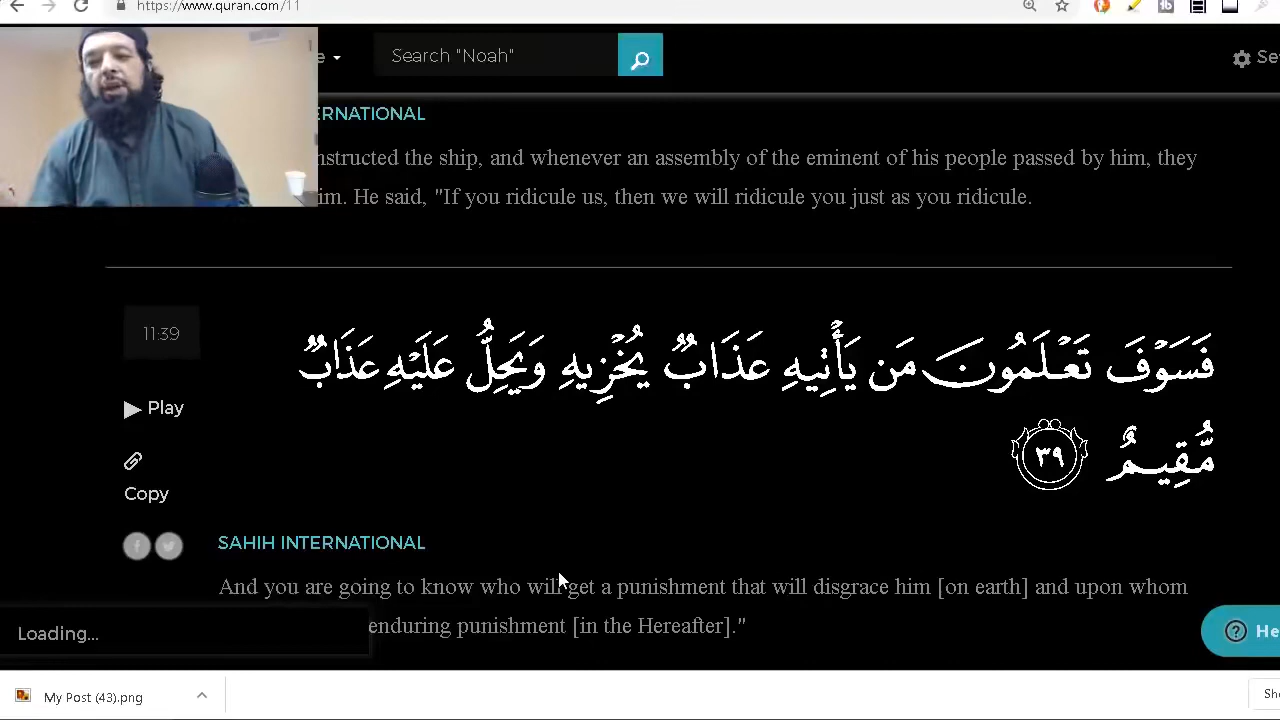 https://www.quran.com/11
e
Search "Noah"
Se
ERNATIONAL
nstructed the ship, and whenever an assembly of the eminent of his people passed by him, they
im. He said, "If you ridicule us, then we will ridicule you just as you ridicule.
11:39
فَسَوْفَ تَعْلَمُونَ مَن يَأْتِيهِ عَذَابٌ يُخْزِيهِ وَيَحِلُّ عَلَيْهِ عَذَابٌ
مُّقِيمٌ ٣٩
Play
Copy
SAHIH INTERNATIONAL
And you are going to know who will get a punishment that will disgrace him [on earth] and upon whom
enduring punishment [in the Hereafter]."
Loading...
He
My Post (43).png
Sh